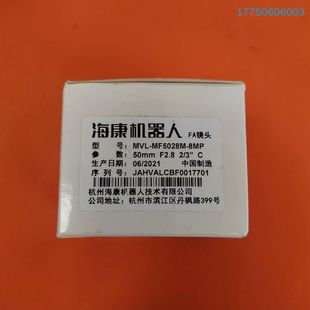 17750606003
海康机器人 FA镜头
型 号: MVL-MF5028M-8MP
参 数: 50mm F2.8 2/3" C
生产日期: 06/2021 中国制造
序 列 号: JAHVALCBF0017701
杭州海康机器人技术有限公司
公司地址: 杭州市滨江区丹枫路399号